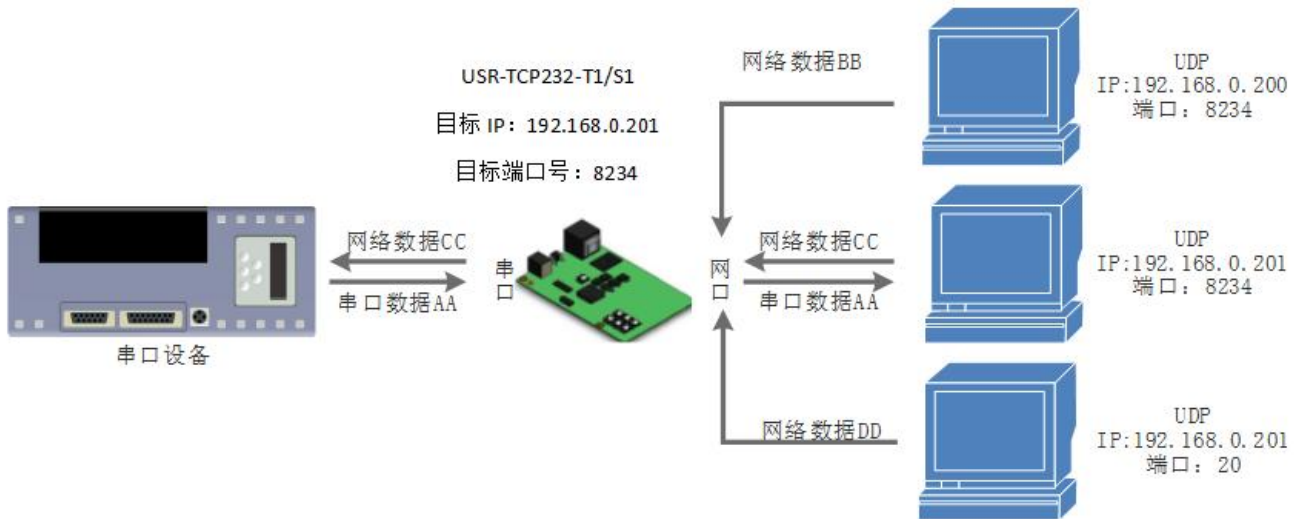 网络数据BB
UDP
IP:192.168.0.200
端口：8234
USR-TCP232-T1/S1
目标 IP：192.168.0.201
目标端口号：8234
网络数据CC
串口数据AA
串口
网口
网络数据CC
串口数据AA
UDP
IP:192.168.0.201
端口：8234
串口设备
网络数据DD
UDP
IP:192.168.0.201
端口：20